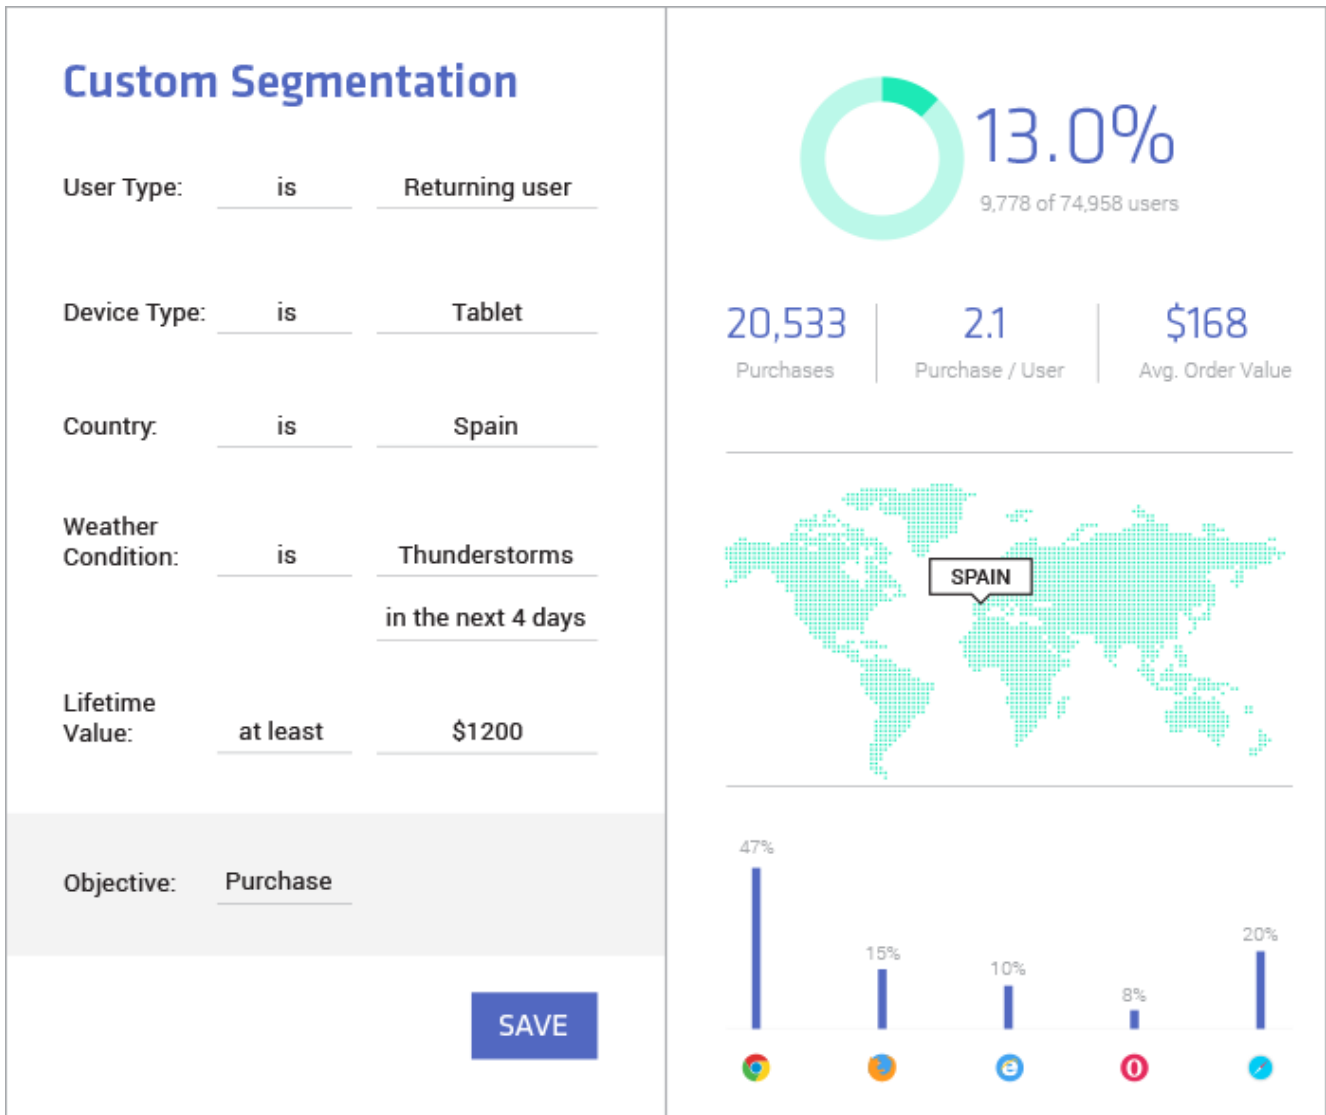 Custom Segmentation
User Type: is Returning user
Device Type: is Tablet
Country: is Spain
Weather
Condition: is Thunderstorms
in the next 4 days
Lifetime
Value: at least $1200
Objective: Purchase
SAVE
13.0%
9,778 of 74,958 users
20,533 2.1 $168
Purchases Purchase / User Avg. Order Value
SPAIN
47% 15% 10% 8% 20%